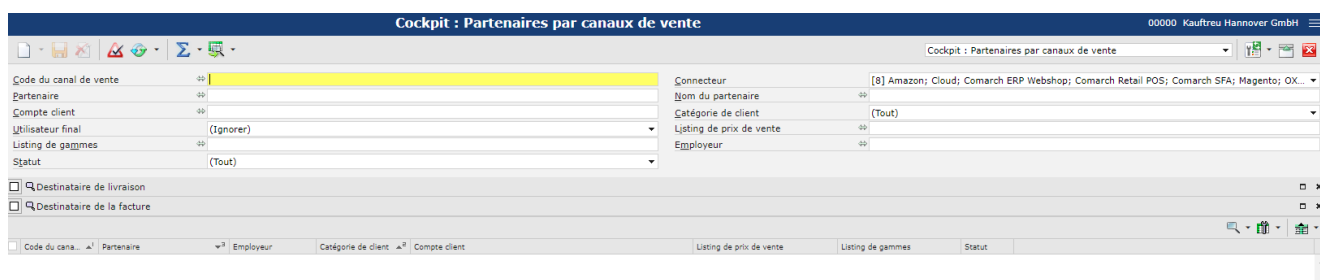 Cockpit : Partenaires par canaux de vente
00000 Kauftreu Hannover GmbH
Cockpit : Partenaires par canaux de vente
Code du canal de vente
Connecteur
[8] Amazon; Cloud; Comarch ERP Webshop; Comarch Retail POS; Comarch SFA; Magento; OX...
Partenaire
Nom du partenaire
Compte client
Catégorie de client
(Tout)
Utilisateur final
(Ignorer)
Listing de prix de vente
Listing de gammes
Employeur
Statut
(Tout)
Destinataire de livraison
Destinataire de la facture
Code du cana... 1 Partenaire 3 Employeur Catégorie de client 2 Compte client Listing de prix de vente Listing de gammes Statut